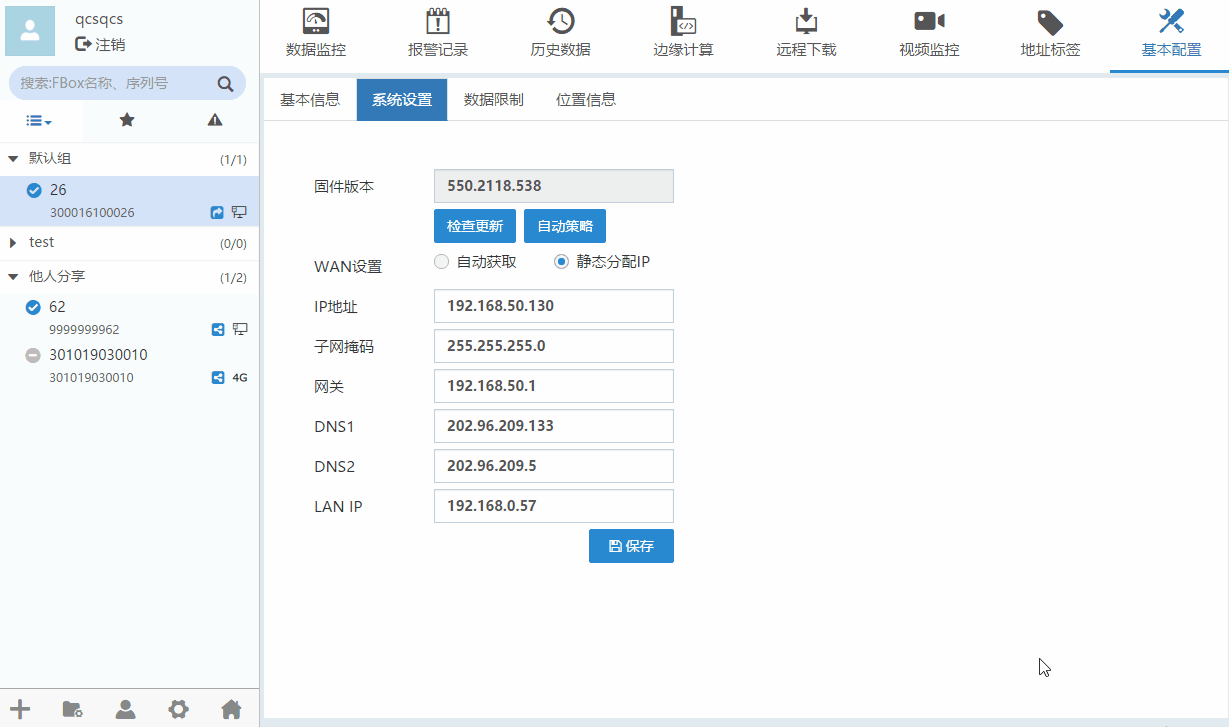 qcsqcs
注销
搜索:FBox名称、序列号
默认组 (1/1)
26
300016100026
test (0/0)
他人分享 (1/2)
62
9999999962
301019030010
301019030010 4G
数据监控 报警记录 历史数据 边缘计算 远程下载 视频监控 地址标签 基本配置
基本信息 系统设置 数据限制 位置信息
固件版本 550.2118.538
检查更新 自动策略
WAN设置 自动获取 静态分配IP
IP地址 192.168.50.130
子网掩码 255.255.255.0
网关 192.168.50.1
DNS1 202.96.209.133
DNS2 202.96.209.5
LAN IP 192.168.0.57
保存